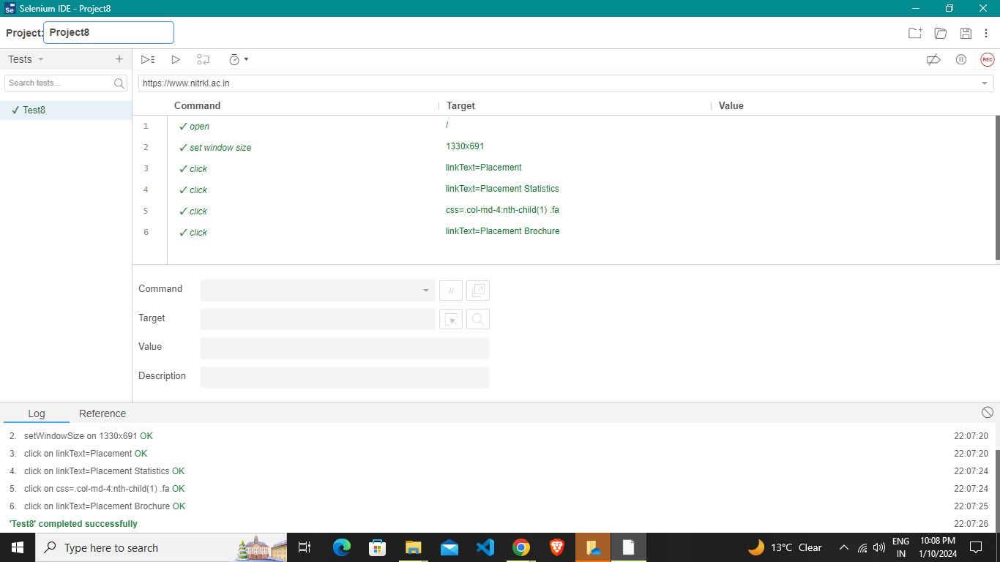 Se Selenium IDE - Project8
Project: Project8
Tests
REC
Search tests...
https://www.nitrkl.ac.in
Command Target Value
✓ Test8
1 ✓ open /
2 ✓ set window size 1330x691
3 ✓ click linkText=Placement
4 ✓ click linkText=Placement Statistics
5 ✓ click css=.col-md-4:nth-child(1) .fa
6 ✓ click linkText=Placement Brochure
Command //
Target
Value
Description
Log Reference
2. setWindowSize on 1330x691 OK 22:07:20
3. click on linkText=Placement OK 22:07:20
4. click on linkText=Placement Statistics OK 22:07:24
5. click on css=.col-md-4:nth-child(1) .fa OK 22:07:24
6. click on linkText=Placement Brochure OK 22:07:25
'Test8' completed successfully 22:07:26
Type here to search
13°C Clear
ENG
IN
10:08 PM
1/10/2024